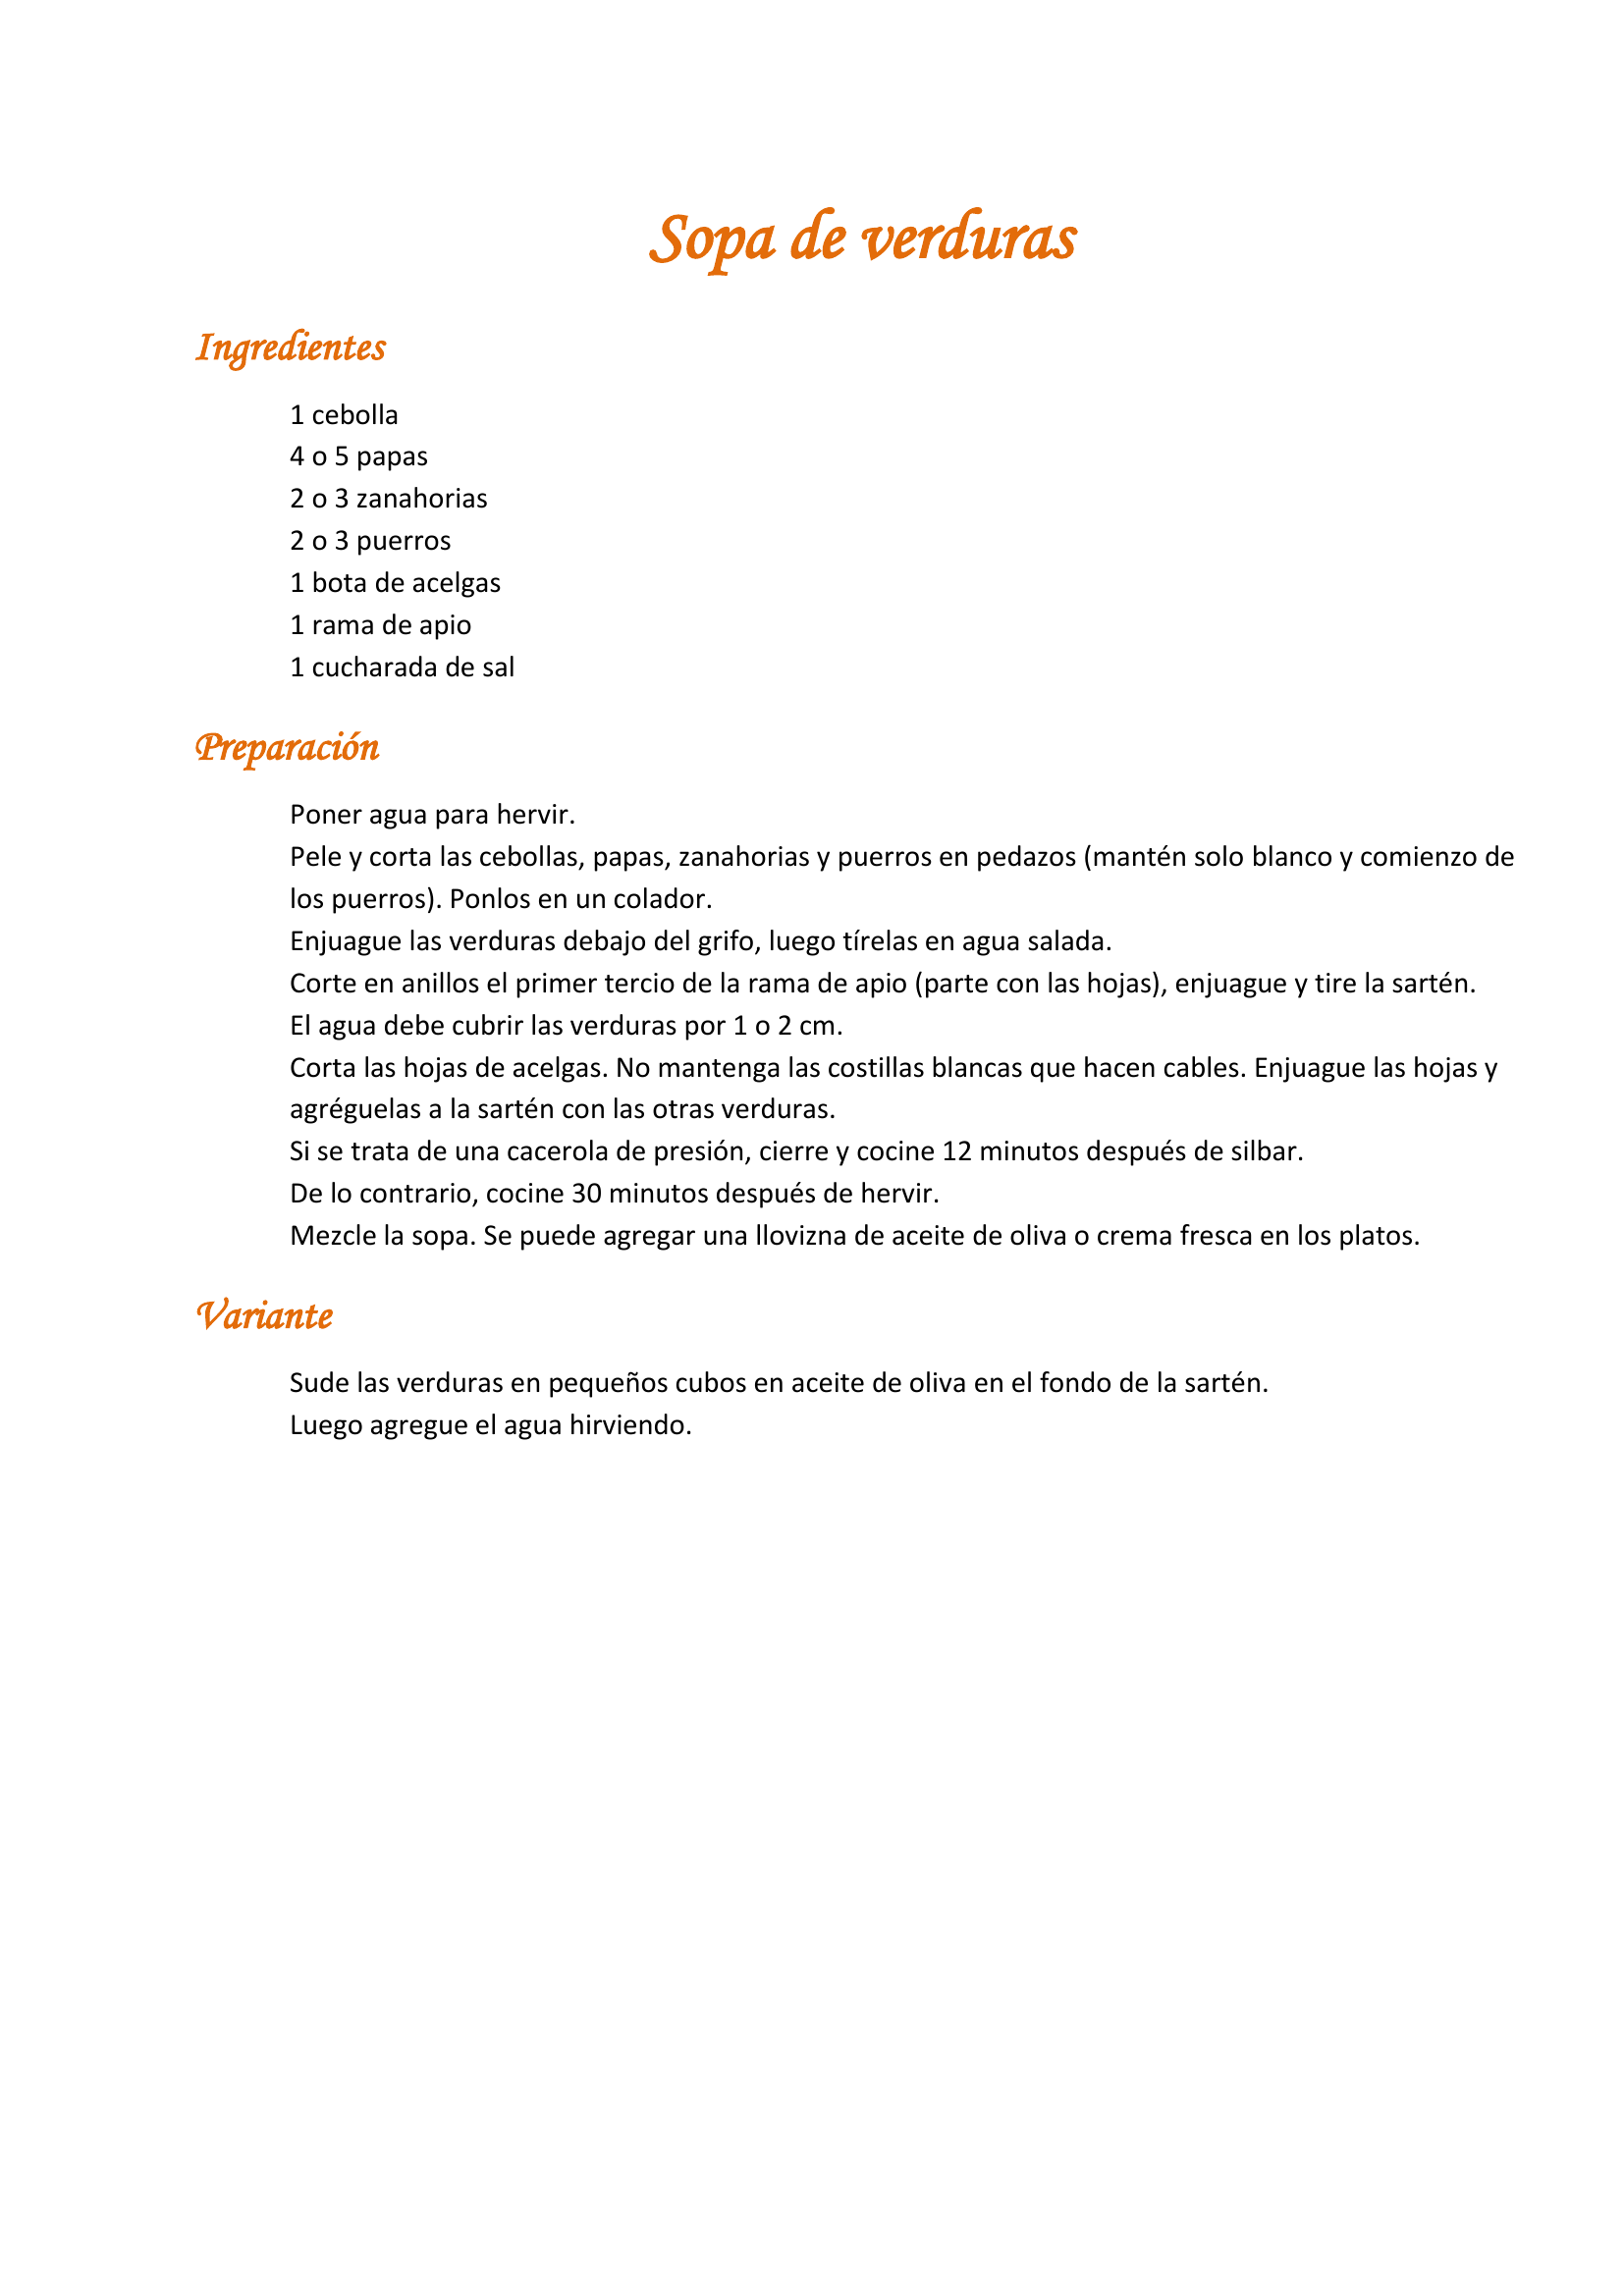 Sopa de verduras
Ingredientes
1 cebolla
4 o 5 papas
2 o 3 zanahorias
2 o 3 puerros
1 bota de acelgas
1 rama de apio
1 cucharada de sal
Preparación
Poner agua para hervir.
Pele y corta las cebollas, papas, zanahorias y puerros en pedazos (mantén solo blanco y comienzo de
los puerros). Ponlos en un colador.
Enjuague las verduras debajo del grifo, luego tírelas en agua salada.
Corte en anillos el primer tercio de la rama de apio (parte con las hojas), enjuague y tire la sartén.
El agua debe cubrir las verduras por 1 o 2 cm.
Corta las hojas de acelgas. No mantenga las costillas blancas que hacen cables. Enjuague las hojas y
agréguelas a la sartén con las otras verduras.
Si se trata de una cacerola de presión, cierre y cocine 12 minutos después de silbar.
De lo contrario, cocine 30 minutos después de hervir.
Mezcle la sopa. Se puede agregar una llovizna de aceite de oliva o crema fresca en los platos.
Variante
Sude las verduras en pequeños cubos en aceite de oliva en el fondo de la sartén.
Luego agregue el agua hirviendo.